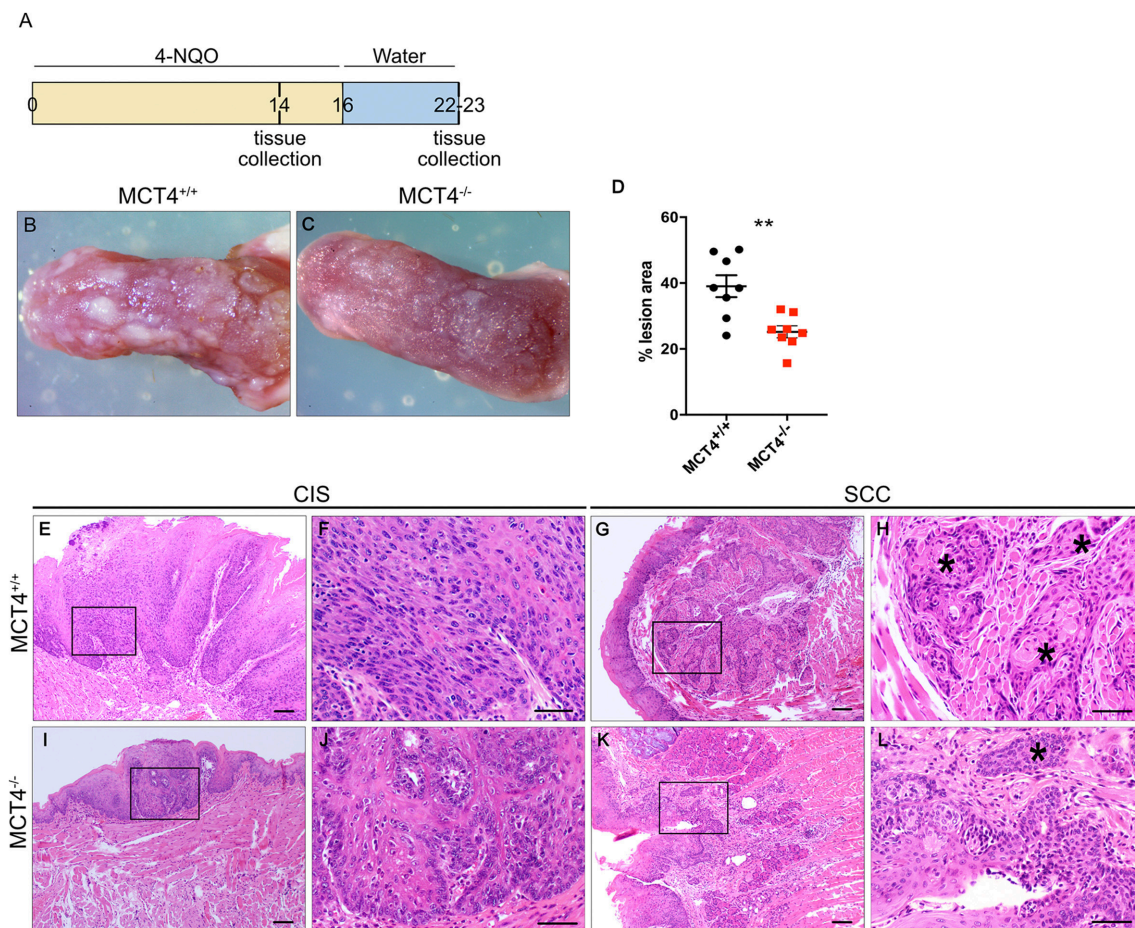 A
4-NQO Water
0 14 16 22-23
tissue collection
tissue collection
MCT4+/+ MCT4-/-
B C
D
**
% lesion area
60
40
20
0
MCT4+/+ MCT4-/-
CIS SCC
MCT4+/+
E F G H
* * *
MCT4-/-
I J K L
*